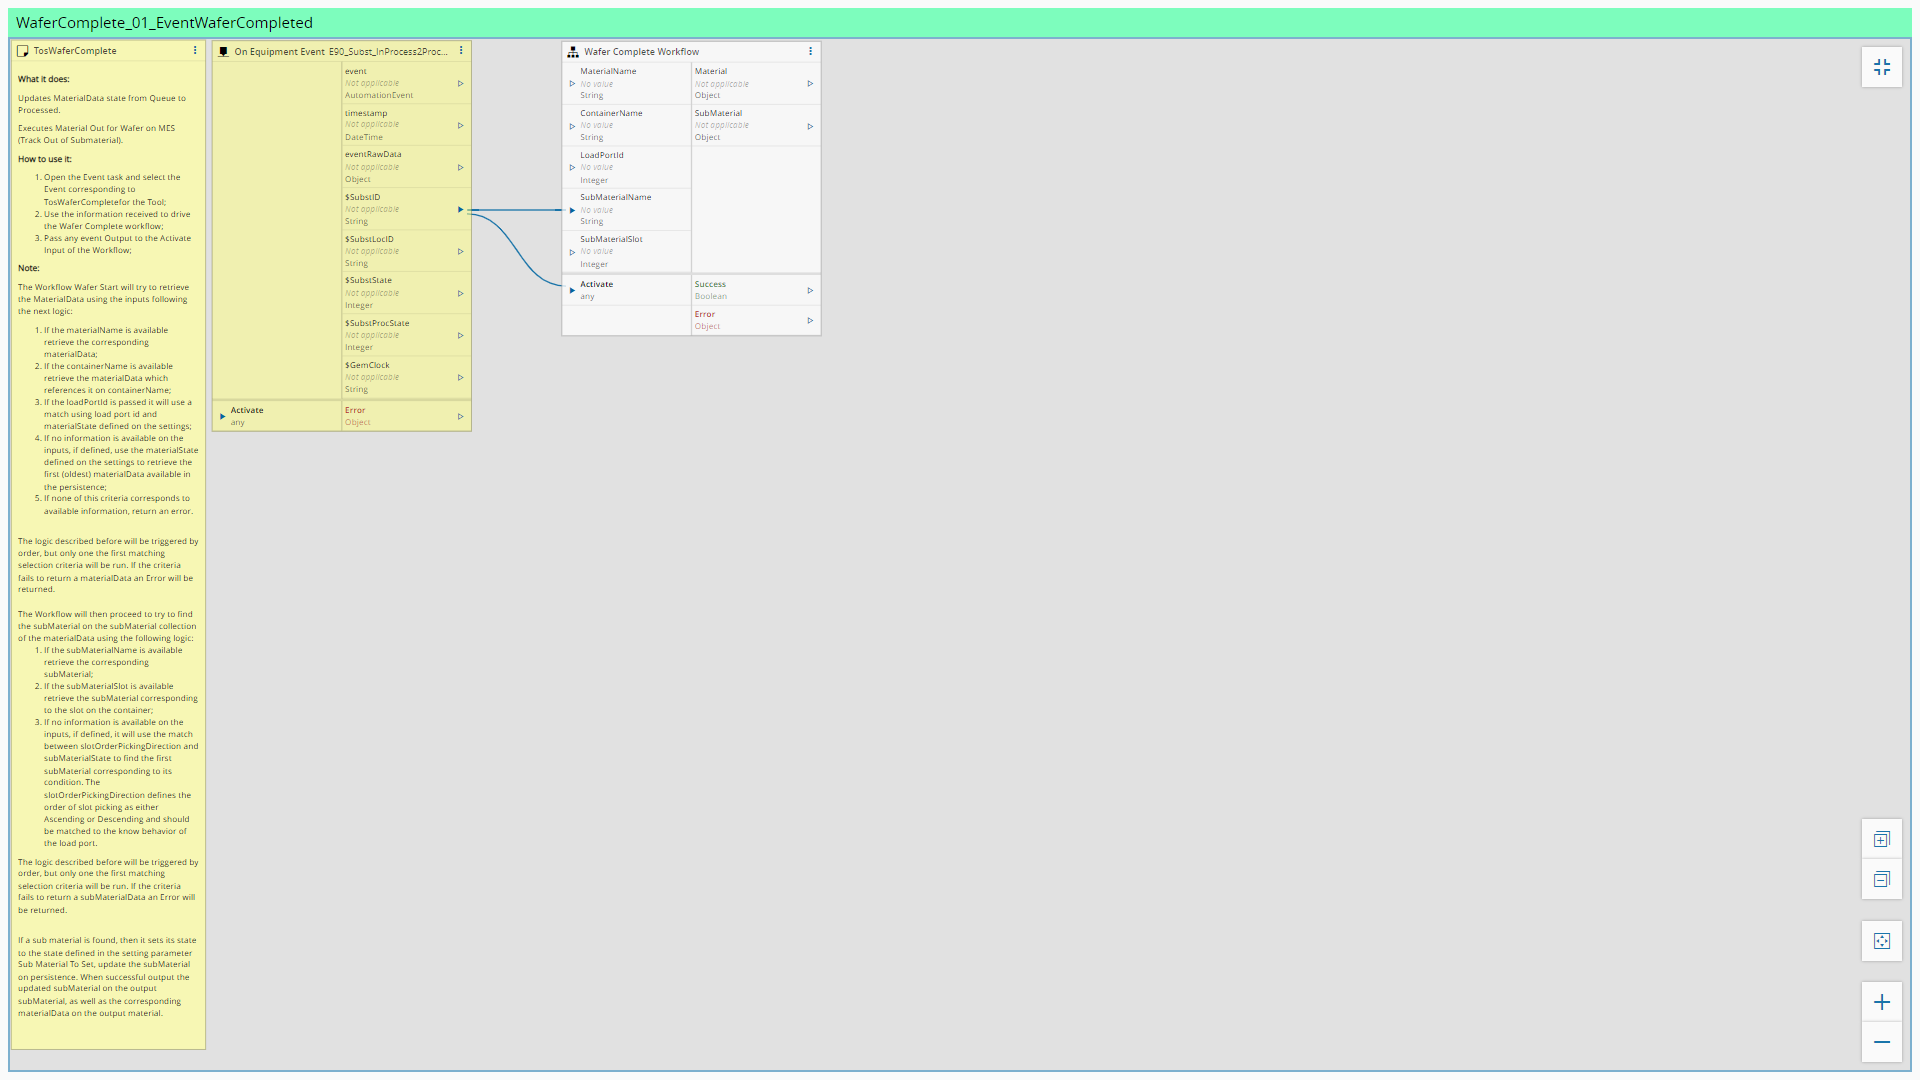 WaferComplete_01_EventWaferCompleted
TosWaferComplete
What it does:
Updates MaterialData state from Queue to
Processed.
Executes Material Out for Wafer on MES
(Track Out of Submaterial).
How to use it:
1. Open the Event task and select the
Event corresponding to
TosWaferCompletefor the Tool;
2. Use the information received to drive
the Wafer Complete workflow;
3. Pass any event Output to the Activate
Input of the Workflow;
Note:
The Workflow Wafer Start will try to retrieve
the MaterialData using the inputs following
the next logic:
1. If the materialName is available
retrieve the corresponding
materialData;
2. If the containerName is available
retrieve the materialData which
references it on containerName;
3. If the loadPortId is passed it will use a
match using load port id and
materialState defined on the settings;
4. If no information is available on the
inputs, if defined, use the materialState
defined on the settings to retrieve the
first (oldest) materialData available in
the persistence;
5. If none of this criteria corresponds to
available information, return an error.
The logic described before will be triggered by
order, but only one the first matching
selection criteria will be run. If the criteria
fails to return a materialData an Error will be
returned.
The Workflow will then proceed to try to find
the subMaterial on the subMaterial collection
of the materialData using the following logic:
1. If the subMaterialName is available
retrieve the corresponding
subMaterial;
2. If the subMaterialSlot is available
retrieve the subMaterial corresponding
to the slot on the container;
3. If no information is available on the
inputs, if defined, it will use the match
between slotOrderPickingDirection and
subMaterialState to find the first
subMaterial corresponding to its
condition. The
slotOrderPickingDirection defines the
order of slot picking as either
Ascending or Descending and should
be matched to the know behavior of
the load port.
The logic described before will be triggered by
order, but only one the first matching
selection criteria will be run. If the criteria
fails to return a subMaterialData an Error will
be returned.
If a sub material is found, then it sets its state
to the state defined in the setting parameter
Sub Material To Set, update the subMaterial
on persistence. When successful output the
updated subMaterial on the output
subMaterial, as well as the corresponding
materialData on the output material.
On Equipment Event E90_Subst_InProcess2Proc...
event
Not applicable
AutomationEvent
timestamp
Not applicable
DateTime
eventRawData
Not applicable
Object
$SubstID
Not applicable
String
$SubstLocID
Not applicable
String
$SubstState
Not applicable
Integer
$SubstProcState
Not applicable
Integer
$GemClock
Not applicable
String
Activate
any
Error
Object
Wafer Complete Workflow
MaterialName
No value
String
ContainerName
No value
String
LoadPortId
No value
Integer
SubMaterialName
No value
String
SubMaterialSlot
No value
Integer
Activate
any
Material
Not applicable
Object
SubMaterial
Not applicable
Object
Success
Boolean
Error
Object